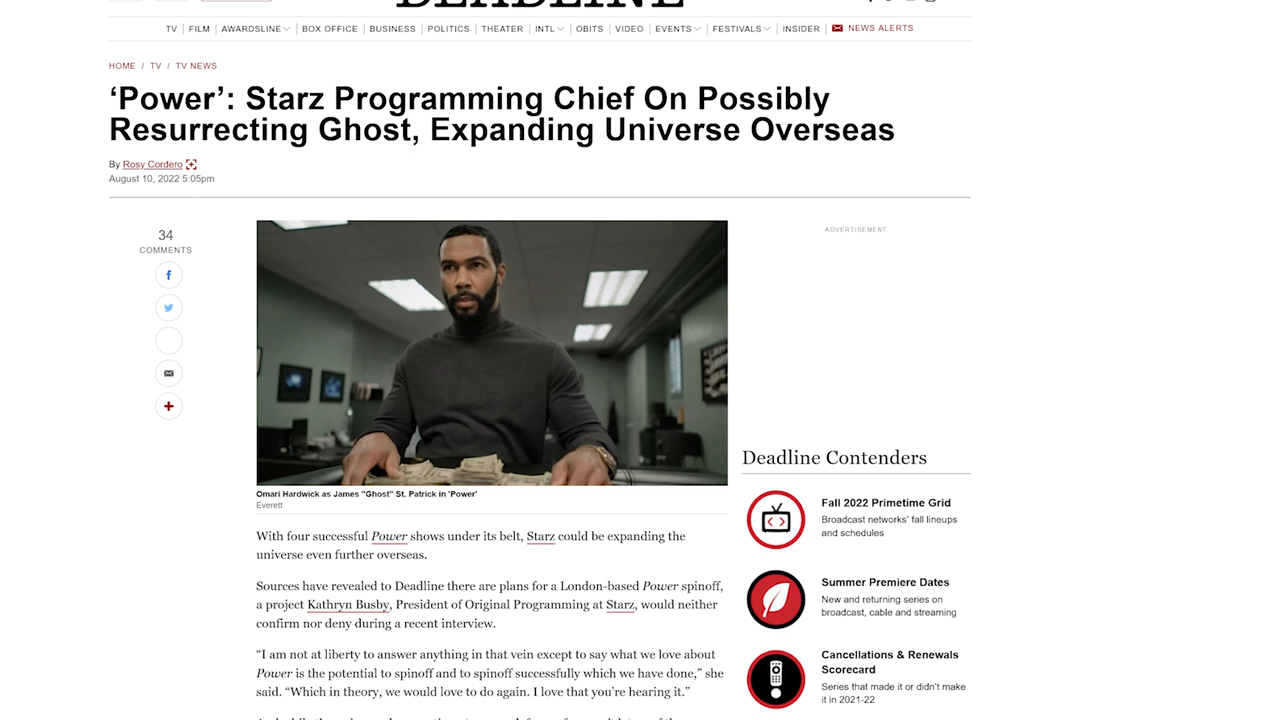 DEADLINE
TV FILM AWARDSLINE BOX OFFICE BUSINESS POLITICS THEATER INTL OBITS VIDEO EVENTS FESTIVALS INSIDER NEWS ALERTS
HOME / TV / TV NEWS
‘Power’: Starz Programming Chief On Possibly
Resurrecting Ghost, Expanding Universe Overseas
By Rosy Cordero
August 10, 2022 5:05pm
34
COMMENTS
Omari Hardwick as James "Ghost" St. Patrick in 'Power'
Everett
With four successful Power shows under its belt, Starz could be expanding the
universe even further overseas.
Sources have revealed to Deadline there are plans for a London-based Power spinoff,
a project Kathryn Busby, President of Original Programming at Starz, would neither
confirm nor deny during a recent interview.
“I am not at liberty to answer anything in that vein except to say what we love about
Power is the potential to spinoff and to spinoff successfully which we have done,” she
said. “Which in theory, we would love to do again. I love that you’re hearing it.”
ADVERTISEMENT
Deadline Contenders
Fall 2022 Primetime Grid
Broadcast networks' fall lineups
and schedules
Summer Premiere Dates
New and returning series on
broadcast, cable and streaming
Cancellations & Renewals
Scorecard
Series that made it or didn't make
it in 2021-22